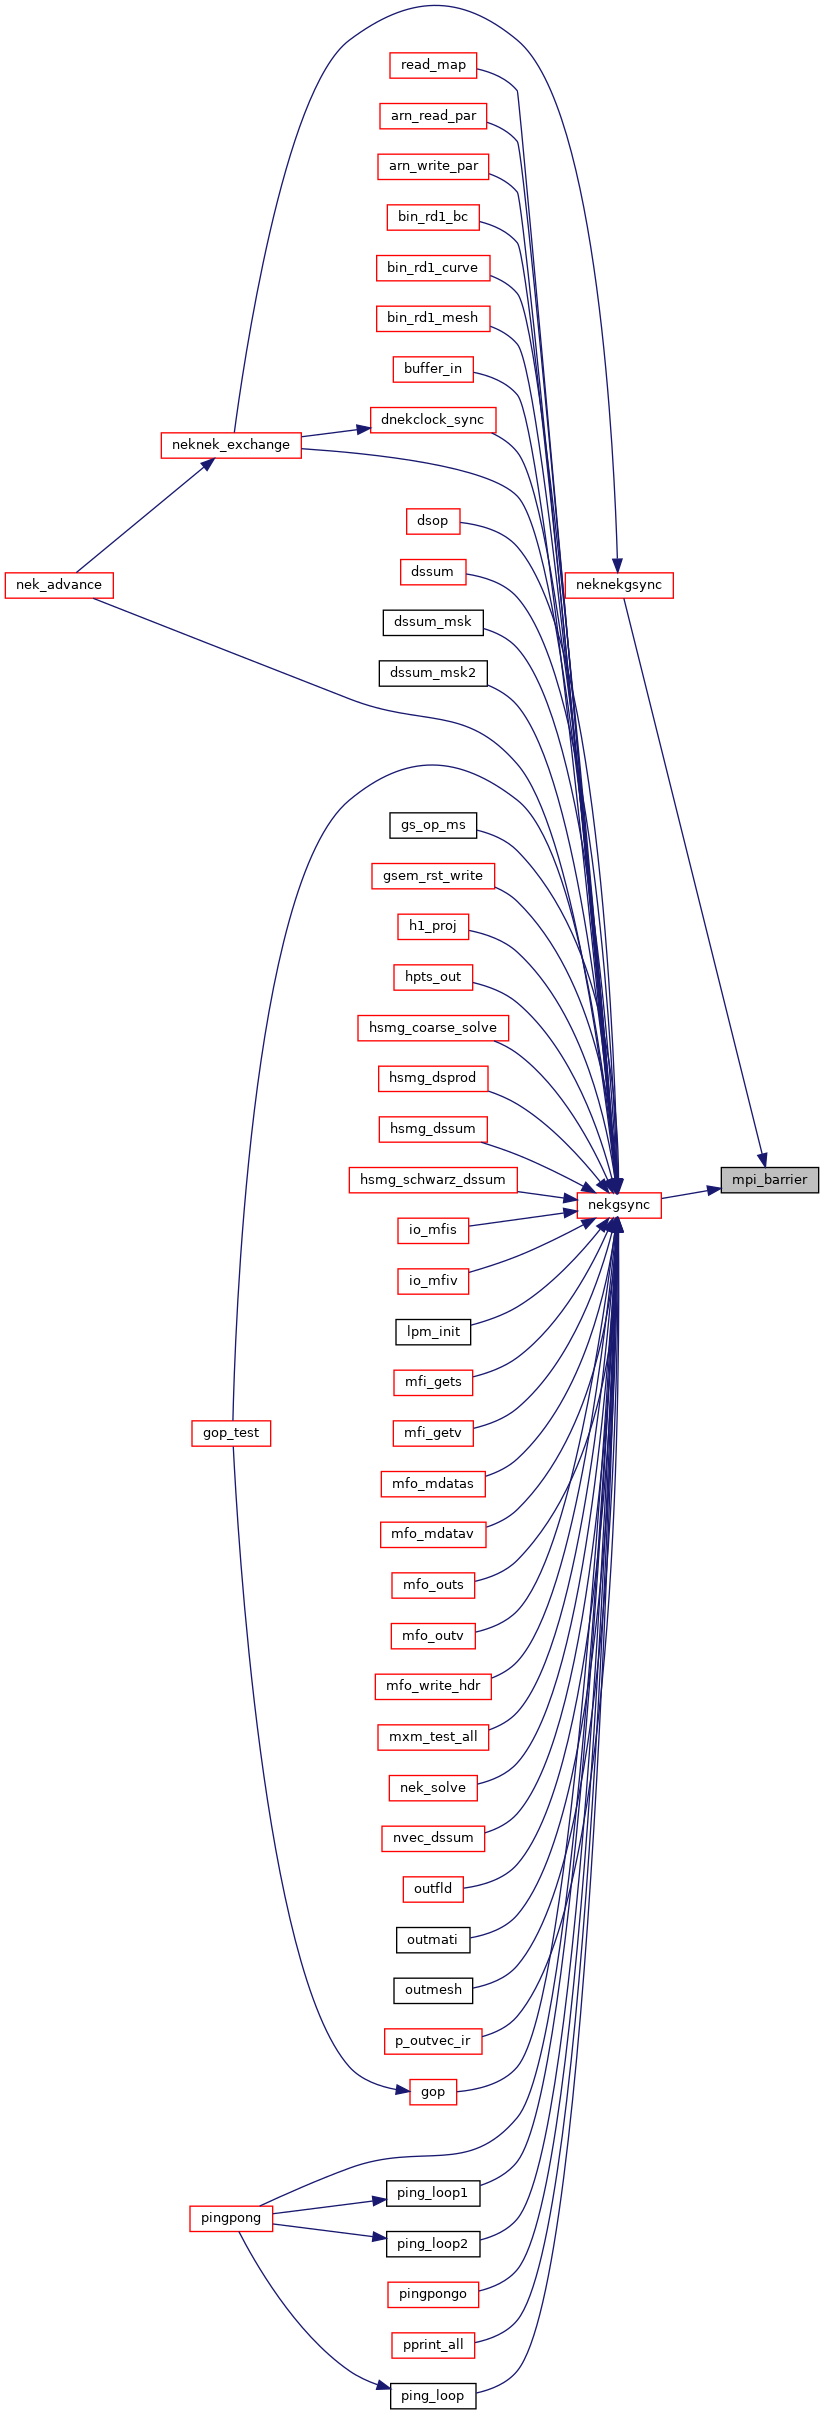 read_map
arn_read_par
arn_write_par
bin_rd1_bc
bin_rd1_curve
bin_rd1_mesh
buffer_in
dnekclock_sync
neknek_exchange
dsop
dssum
nek_advance
neknekgsync
dssum_msk
dssum_msk2
gs_op_ms
gsem_rst_write
h1_proj
hpts_out
hsmg_coarse_solve
hsmg_dsprod
hsmg_dssum
hsmg_schwarz_dssum
mpi_barrier
nekgsync
io_mfis
io_mfiv
lpm_init
mfi_gets
mfi_getv
gop_test
mfo_mdatas
mfo_mdatav
mfo_outs
mfo_outv
mfo_write_hdr
mxm_test_all
nek_solve
nvec_dssum
outfld
outmati
outmesh
p_outvec_ir
gop
ping_loop1
pingpong
ping_loop2
pingpongo
pprint_all
ping_loop